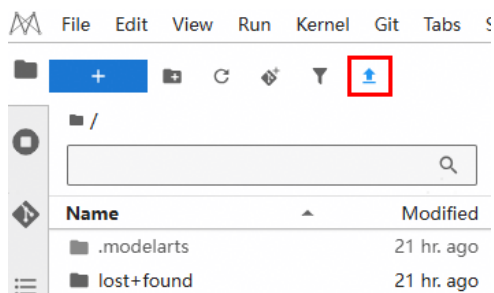 File Edit View Run Kernel Git Tabs
/
Name Modified
.modelarts 21 hr. ago
lost+found 21 hr. ago